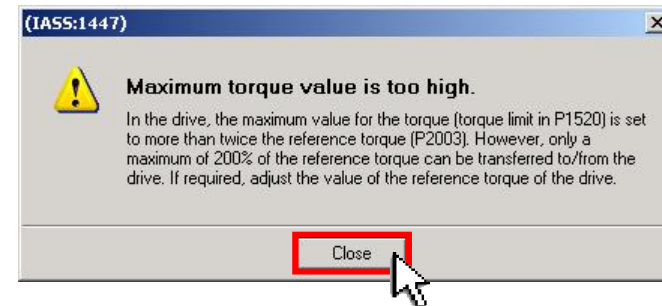 (IASS:1447)
Maximum torque value is too high.
In the drive, the maximum value for the torque (torque limit in P1520) is set
to more than twice the reference torque (P2003). However, only a
maximum of 200% of the reference torque can be transferred to/from the
drive. If required, adjust the value of the reference torque of the drive.
Close